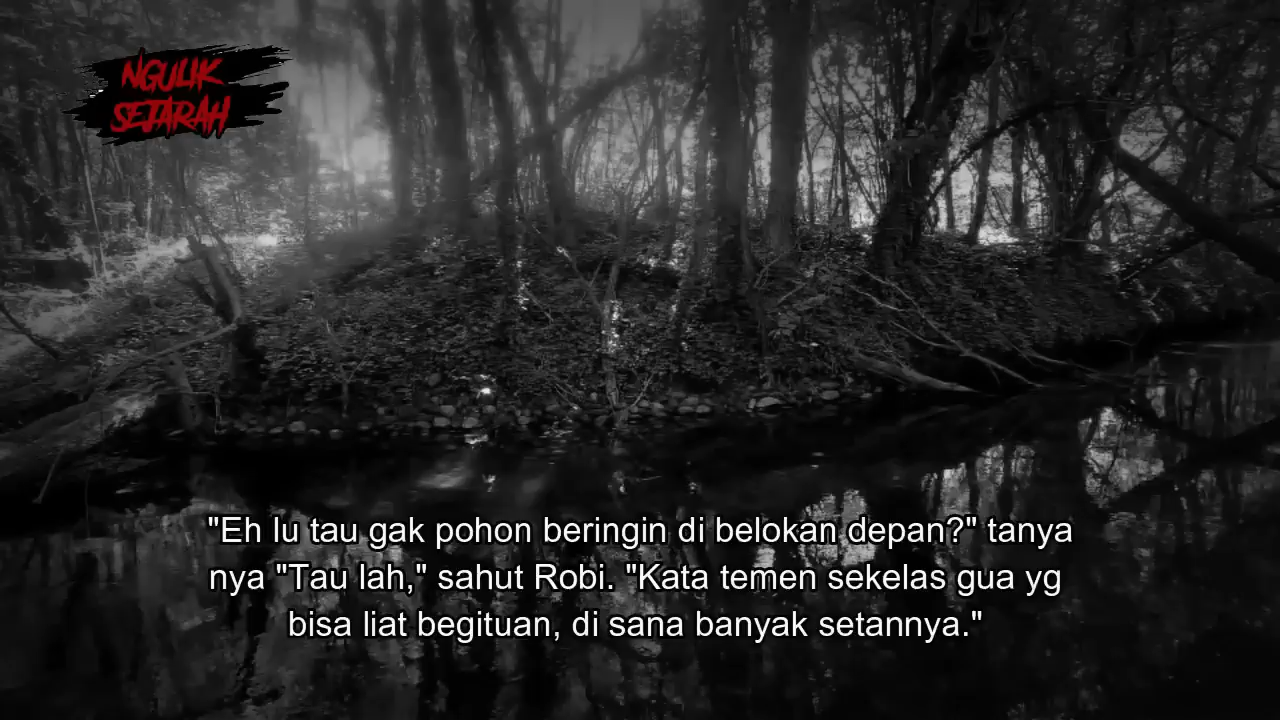 NGULIK
SEJARAH
"Eh lu tau gak pohon beringin di belokan depan?" tanya
nya "Tau lah," sahut Robi. "Kata temen sekelas gua yg
bisa liat begituan, di sana banyak setannya."